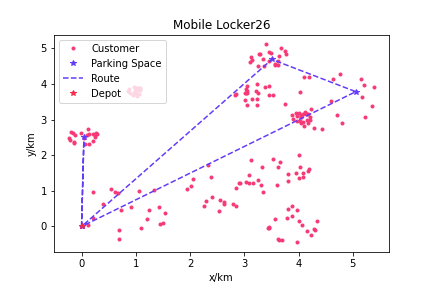 Mobile Locker26
Customer
Parking Space
Route
Depot
y/km
5
4
3
2
1
0
0 1 2 3 4 5
x/km